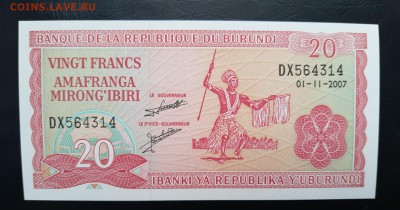 COINS.LAVE.RU
BANQUE DE LA REPUBLIQUE DU BURUNDI
20
VINGT FRANCS
AMAFRANGA
MIRONG'IBIRI
LE GOUVERNEUR
DX564314
01-11-2007
DX564314
LE 2e VICE-GOUVERNEUR
20
20
IBANKI YA REPUBLIKA Y'UBURUNDI